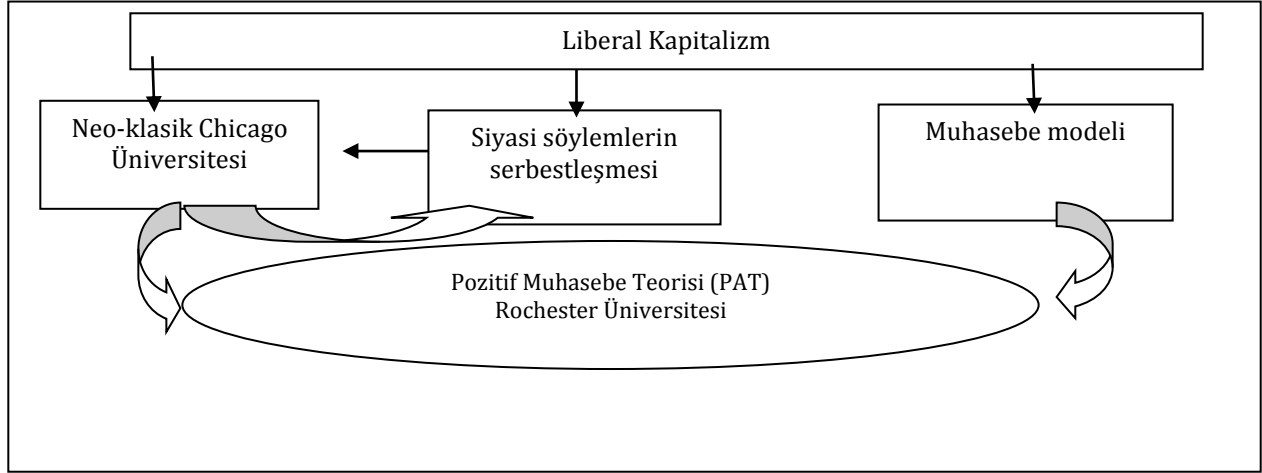 Liberal Kapitalizm
Neo-klasik Chicago
Üniversitesi
Siyasi söylemlerin
serbestleşmesi
Muhasebe modeli
Pozitif Muhasebe Teorisi (PAT)
Rochester Üniversitesi